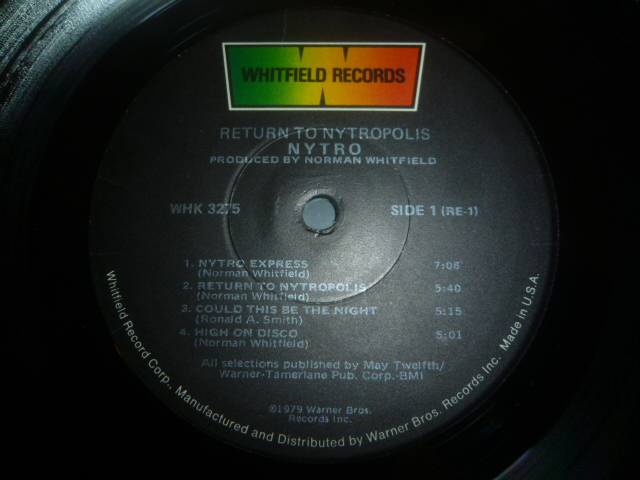 WHITFIELD RECORDS
RETURN TO NYTROPOLIS
NYTRO
PRODUCED BY NORMAN WHITFIELD
WHK 3275
SIDE 1 (RE-1)
1. NYTRO EXPRESS 7:08
(Norman Whitfield)
2. RETURN TO NYTROPOLIS 5:40
(Norman Whitfield)
3. COULD THIS BE THE NIGHT 5:15
(Ronald A. Smith)
4. HIGH ON DISCO 5:01
(Norman Whitfield)
All selections published by May Twelfth/
Warner-Tamerlane Pub. Corp.-BMI
©1979 Warner Bros.
Records Inc.
Whitfield Record Corp., Manufactured and Distributed by Warner Bros. Records Inc. Made in U.S.A.